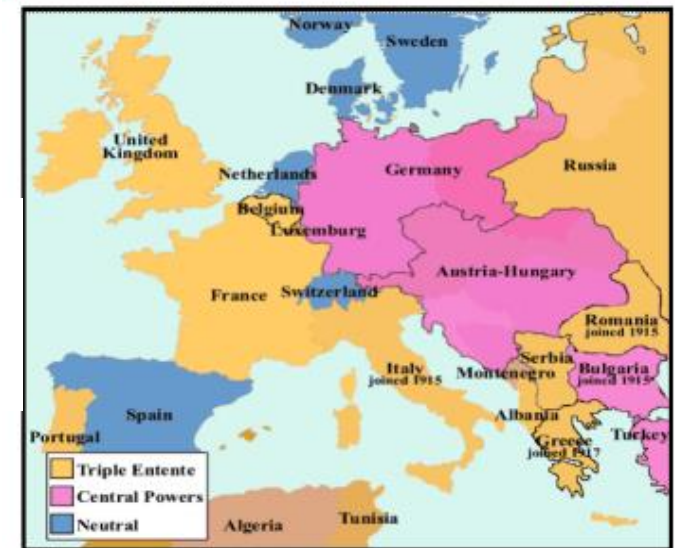 Norway
Sweden
Denmark
United
Kingdom
Netherlands
Germany
Russia
Belgium
Luxemburg
Austria-Hungary
France
Switzerland
Romania
joined 1915
Serbia
Italy
joined 1915
Montenegro
Bulgaria
joined 1915*
Spain
Albania
Portugal
Greece
joined 1917
Turkey
Triple Entente
Central Powers
Neutral
Algeria
Tunisia